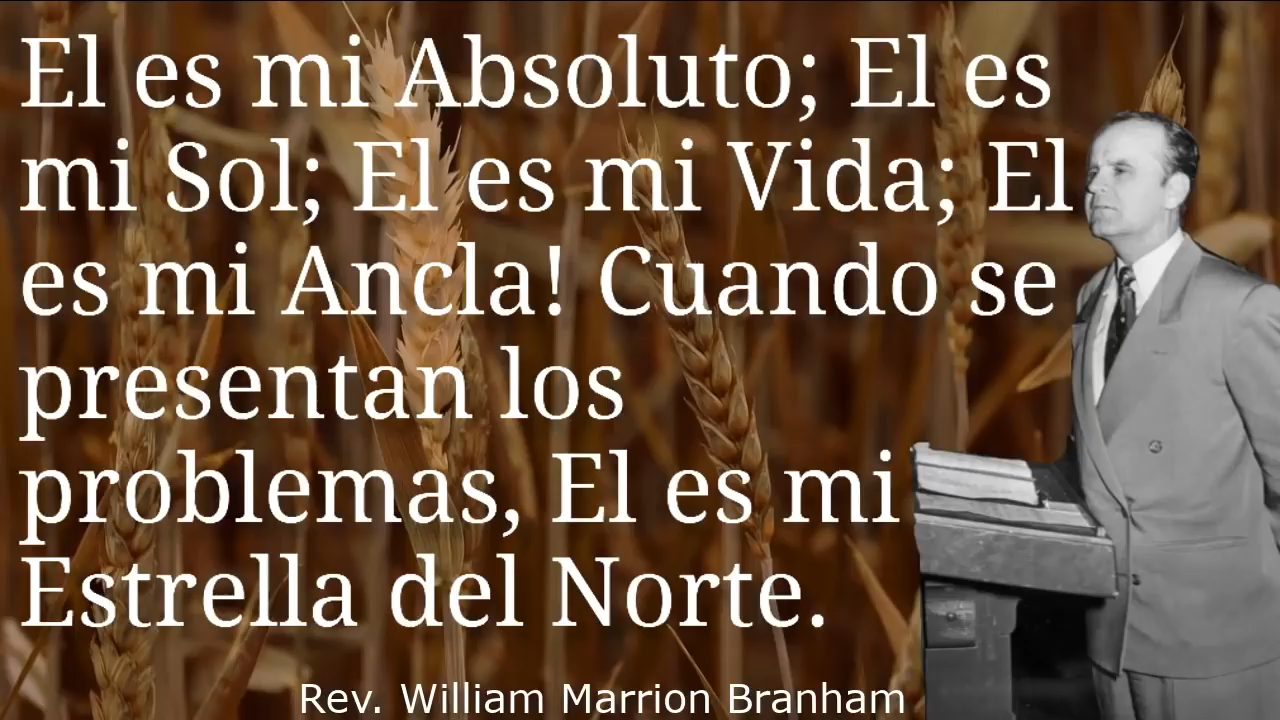 El es mi Absoluto; El es
mi Sol; El es mi Vida; El
es mi Ancla! Cuando se
presentan los
problemas, El es mi
Estrella del Norte.
Rev. William Marrion Branham